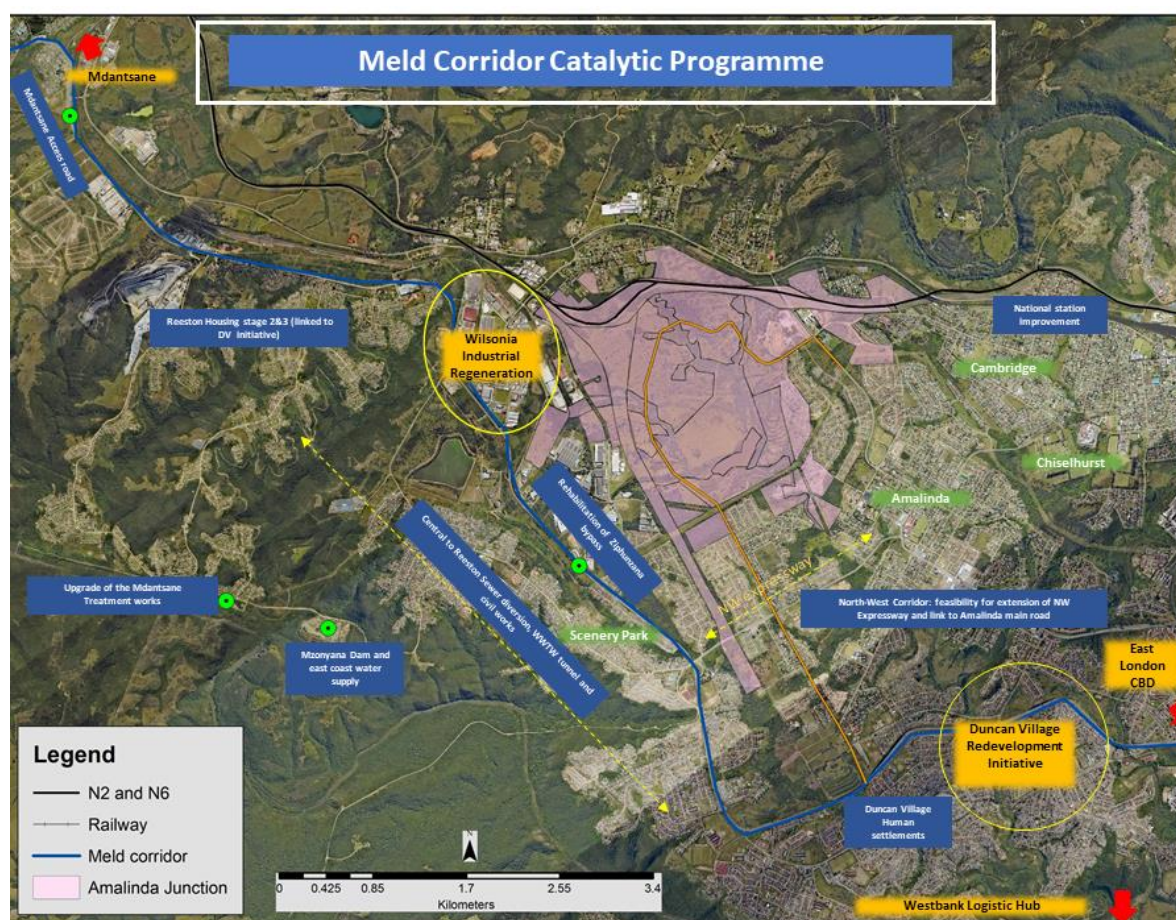 Meld Corridor Catalytic Programme
Mdantsane
Mdantsane Access road
Reeston Housing stage 2&3 (linked to
DV initiative)
Wilsonia
Industrial
Regeneration
National station
improvement
Cambridge
Chiselhurst
Amalinda
Rehabilitation of Ziphunzana
bypass
Central to Reeston Sewer diversion, WWTW tunnel and
civil works
Upgrade of the Mdantsane
Treatment works
Mzonyana Dam and
east coast water
supply
Scenery Park
North-West Corridor: feasibility for extension of NW
Expressway and link to Amalinda main road
East
London
CBD
Duncan Village
Redevelopment
Initiative
Duncan Village
Human
settlements
Westbank Logistic Hub
Legend
N2 and N6
Railway
Meld corridor
Amalinda Junction
N
0 0.425 0.85 1.7 2.55 3.4
Kilometers